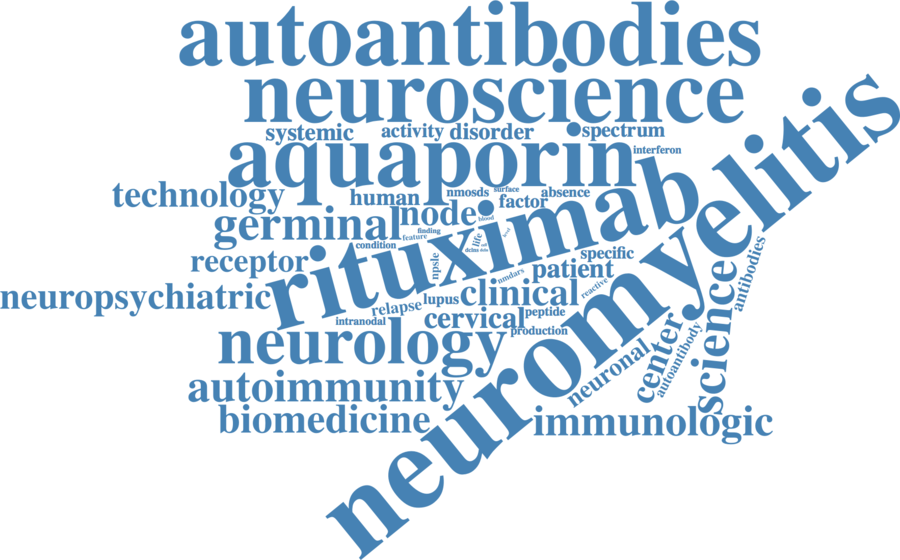 autoantibodies
neuroscience
systemic
activity
disorder
spectrum
aquaporin
interferon
technology
human
nmosds
surface
absence
factor
germinal
node
blood
finding
feature
life
condition
rituximab
neuromyelitis
receptor
npsle
specific
patient
nmdars
antibodies
neuropsychiatric
clinical
reactive
lupus
relapse
science
peptide
intranodal
cervical
production
neurology
center
autoantibody
neuronal
autoimmunity
biomedicine
immunologic